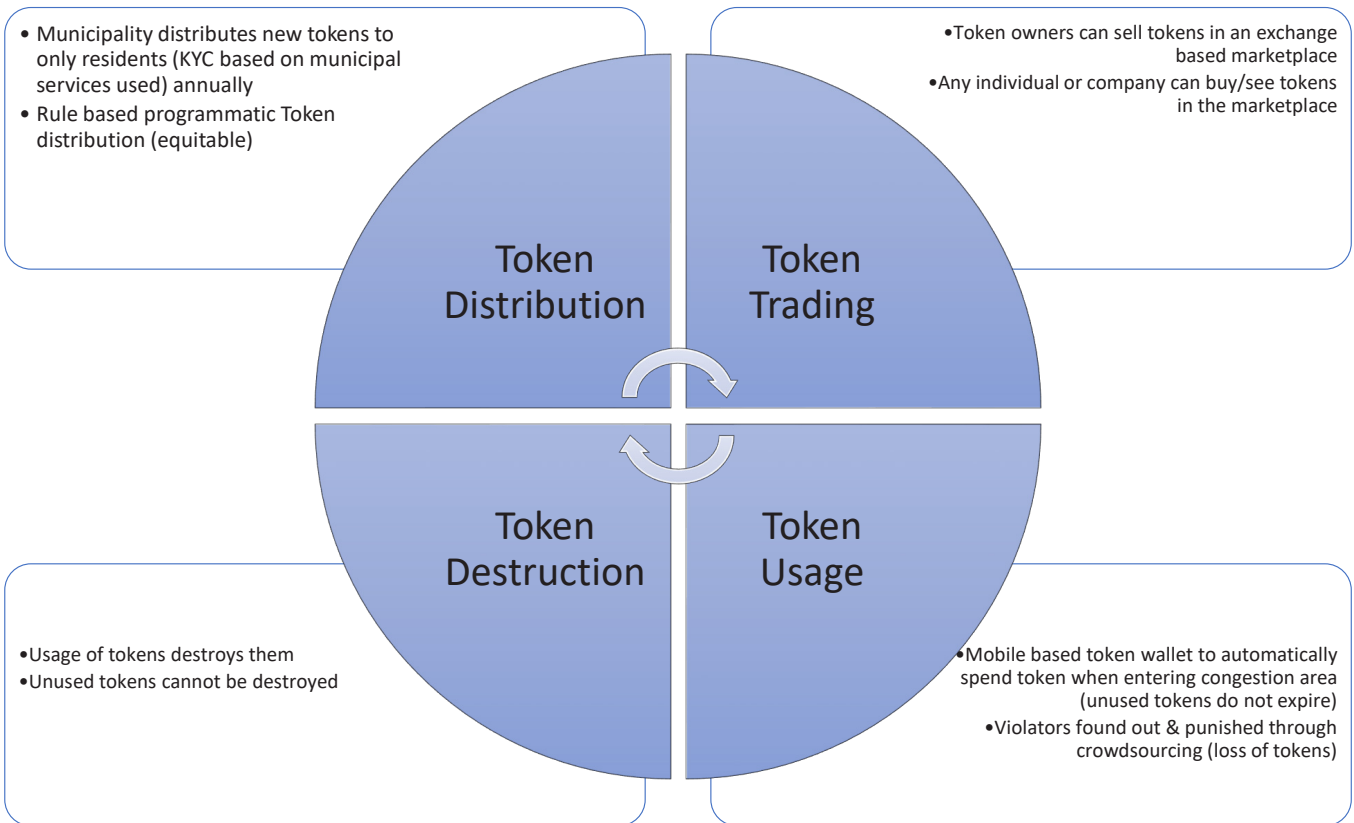 • Municipality distributes new tokens to
only residents (KYC based on municipal
services used) annually
• Rule based programmatic Token
distribution (equitable)
•Token owners can sell tokens in an exchange
based marketplace
•Any individual or company can buy/see tokens
in the marketplace
Token
Distribution
Token
Trading
Token
Destruction
Token
Usage
•Usage of tokens destroys them
•Unused tokens cannot be destroyed
•Mobile based token wallet to automatically
spend token when entering congestion area
(unused tokens do not expire)
•Violators found out & punished through
crowdsourcing (loss of tokens)